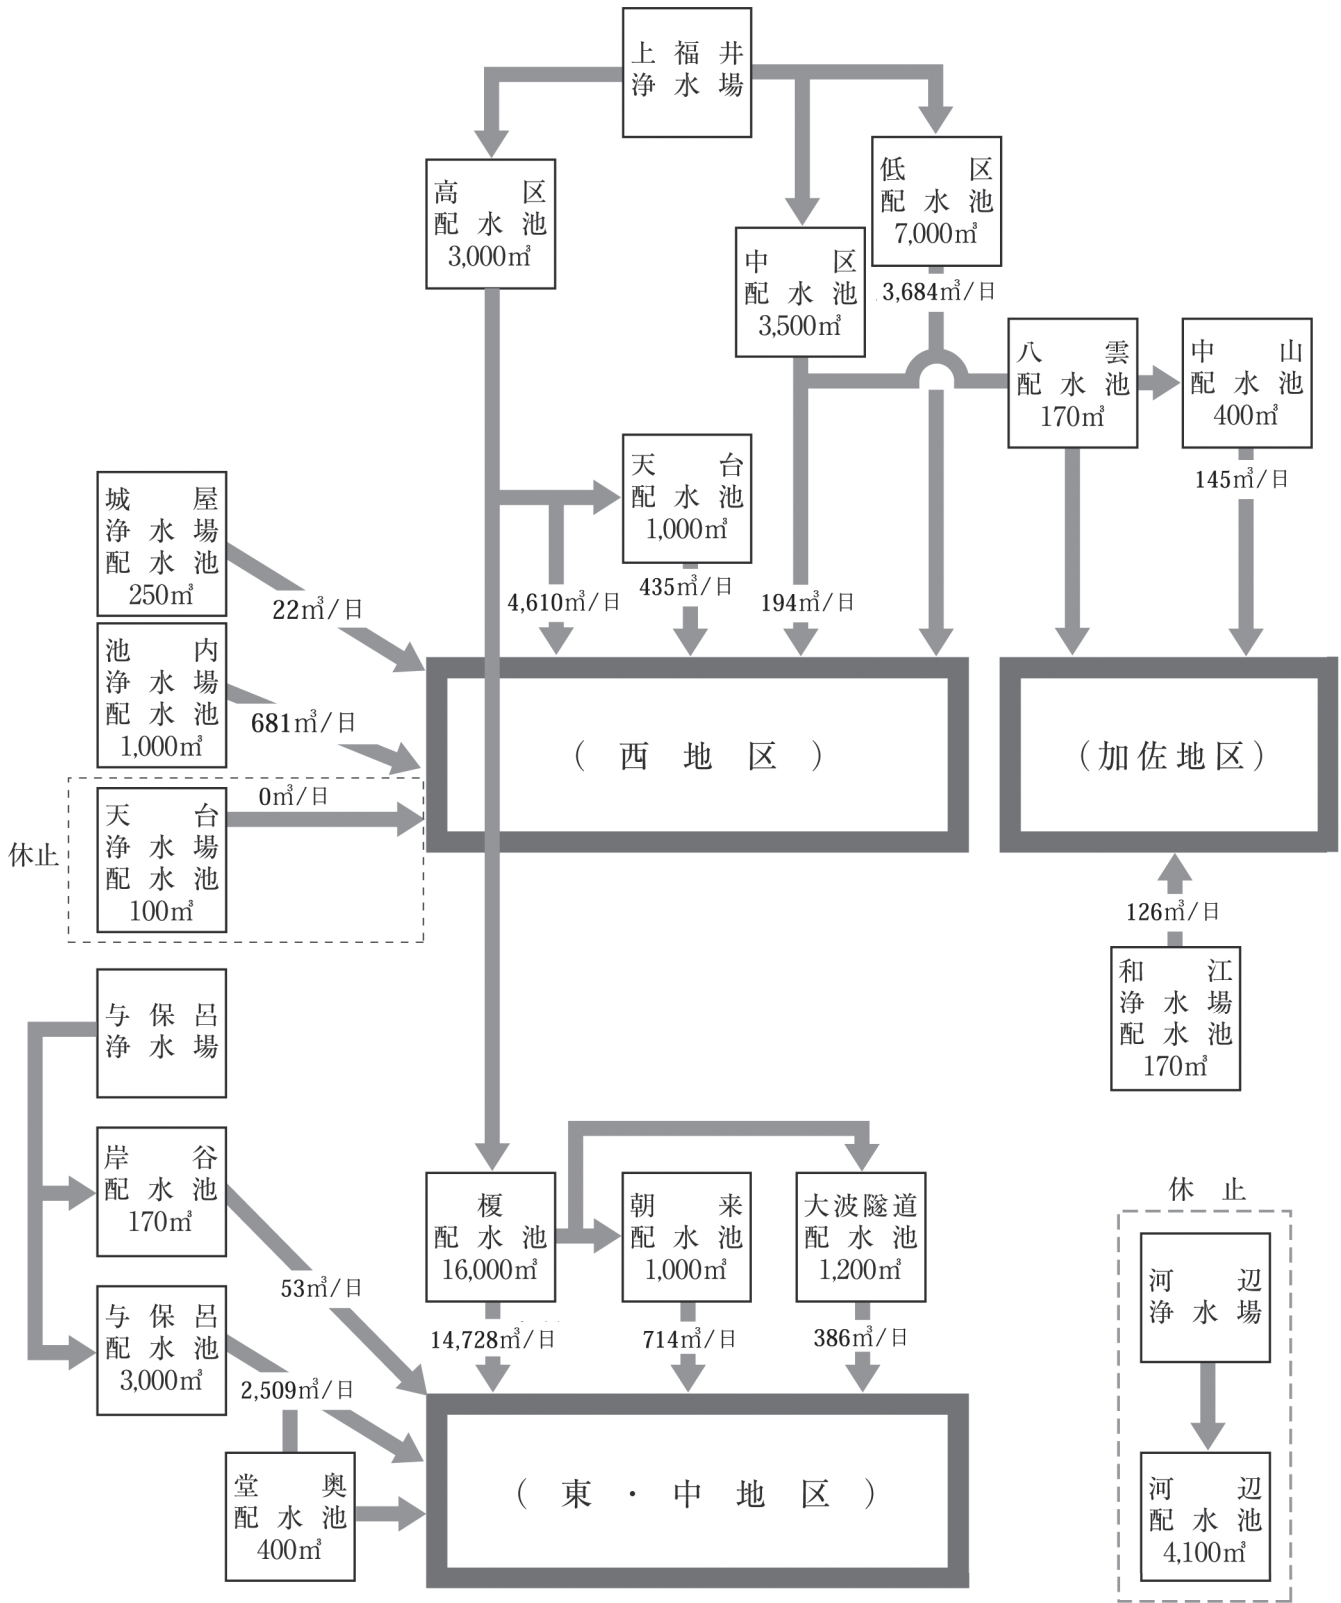 上福井
浄水場
高区
配水池
3,000㎥
低区
配水池
7,000㎥
3,684㎥/日
中区
配水池
3,500㎥
八雲
配水池
170㎥
中山
配水池
400㎥
145㎥/日
天台
配水池
1,000㎥
城屋
浄水場
配水池
250㎥
22㎥/日
4,610㎥/日
435㎥/日
194㎥/日
池内
浄水場
配水池
1,000㎥
681㎥/日
(西地区)
(加佐地区)
休止
天台
浄水場
配水池
100㎥
0㎥/日
126㎥/日
和江
浄水場
配水池
170㎥
与保呂
浄水場
岸谷
配水池
170㎥
53㎥/日
与保呂
配水池
3,000㎥
2,509㎥/日
堂奥
配水池
400㎥
榎
配水池
16,000㎥
14,728㎥/日
朝来
配水池
1,000㎥
714㎥/日
大波隧道
配水池
1,200㎥
386㎥/日
(東・中地区)
休止
河辺
浄水場
河辺
配水池
4,100㎥